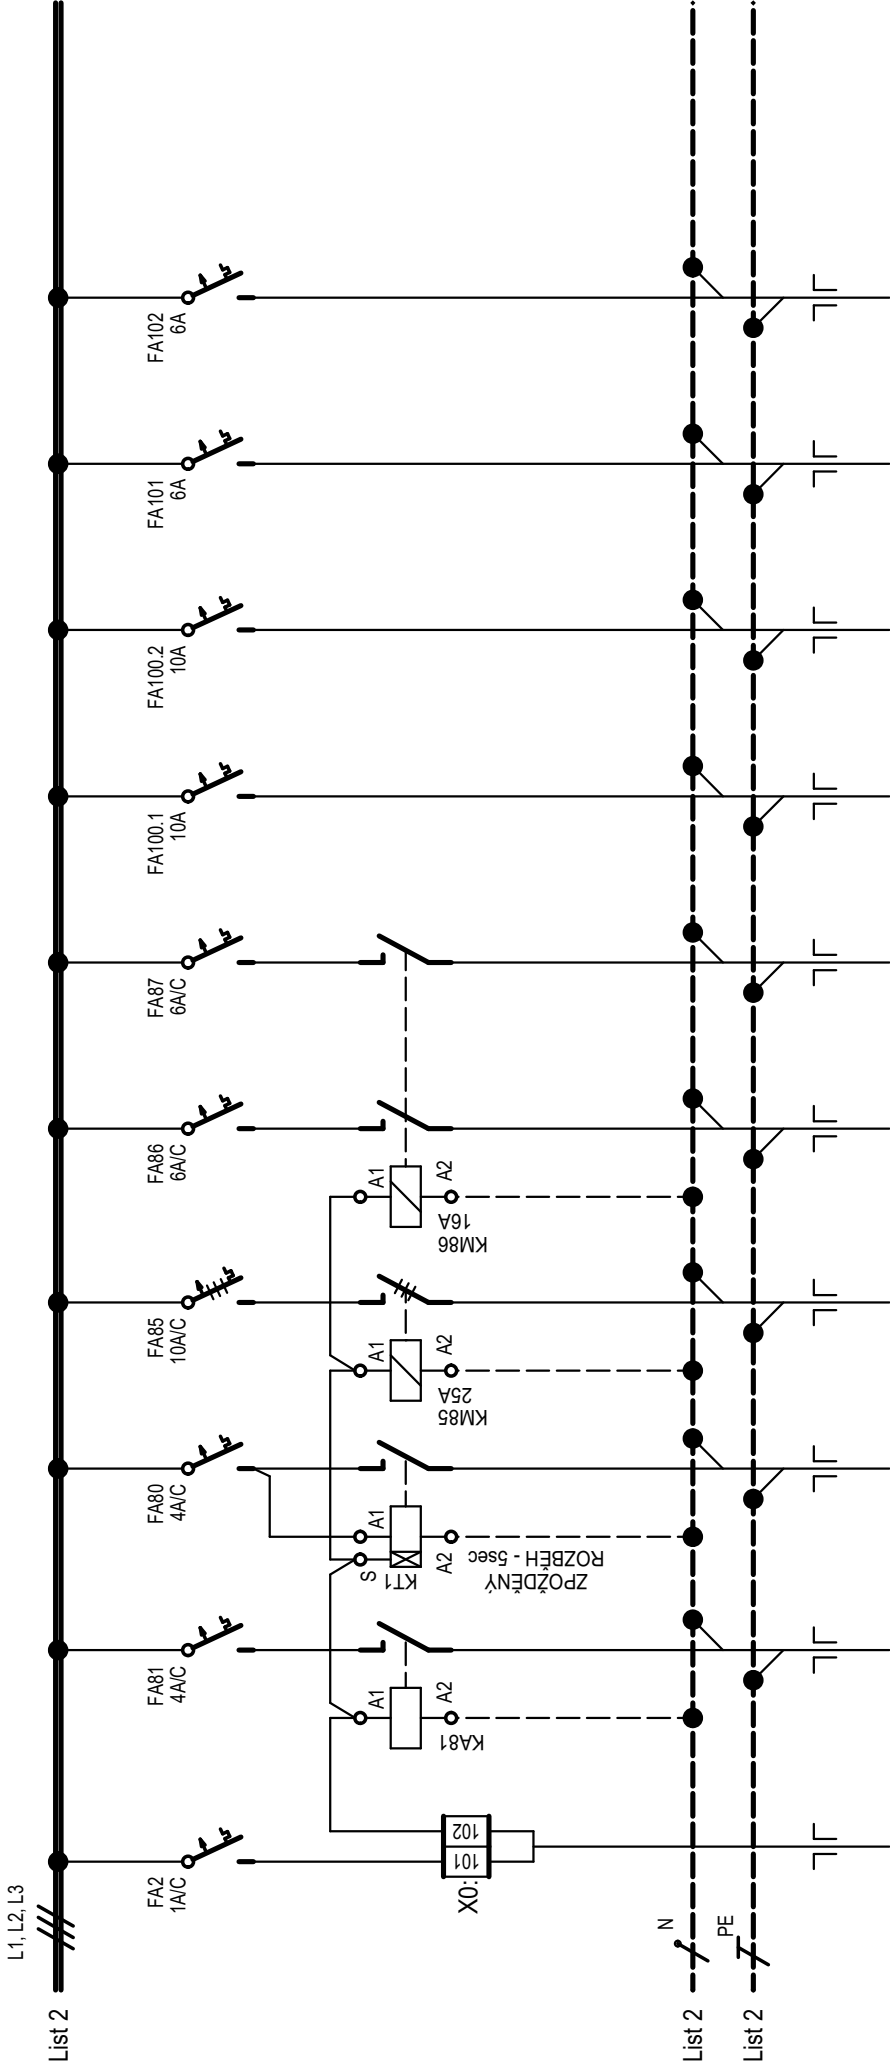 L1, L2, L3
List 2
FA2
1A/C
FA81
4A/C
FA80
4A/C
FA85
10A/C
FA86
6A/C
FA87
6A/C
FA100.1
10A
FA100.2
10A
FA101
6A
FA102
6A
X0:
101
102
A1
A2
KA81
S
A1
A2
KT1
ZPOŽDĚNÝ
ROZBĚH - 5sec
A1
A2
KM85
25A
A1
A2
KM86
16A
N
List 2
PE
List 2